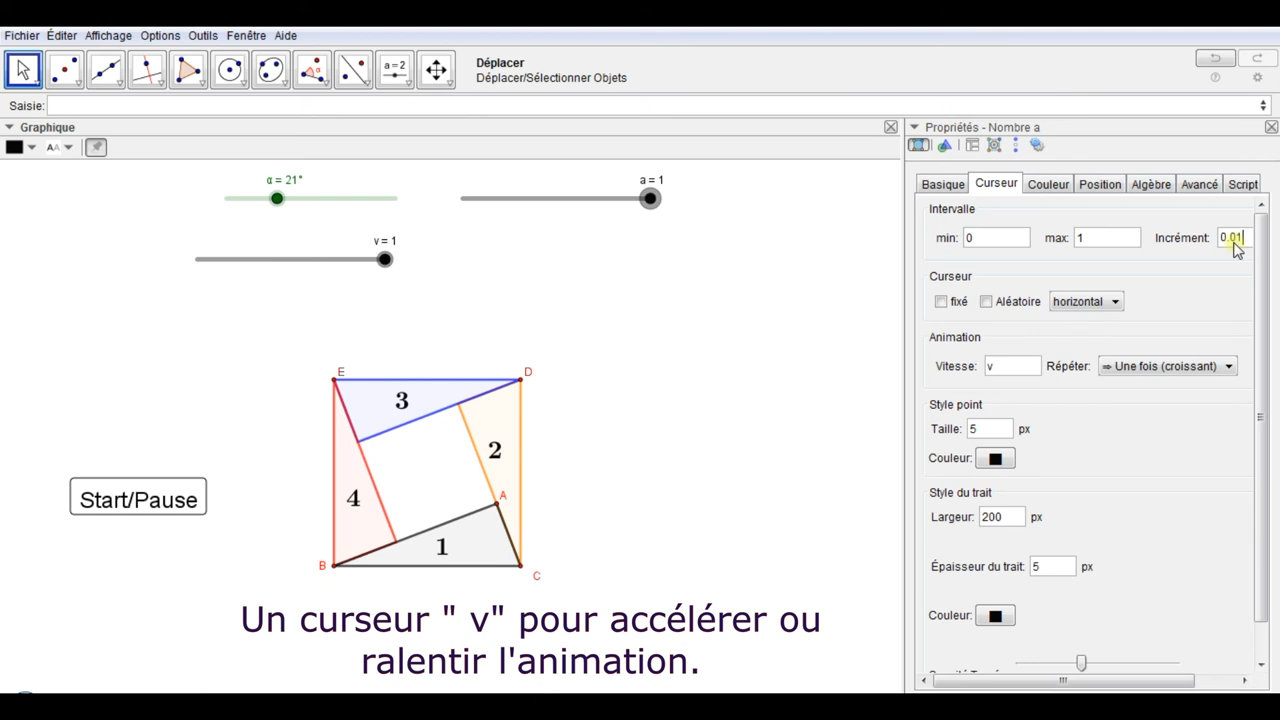 Fichier Éditer Affichage Options Outils Fenêtre Aide
a = 2
Déplacer
Déplacer/Sélectionner Objets
Saisie:
Graphique
Propriétés - Nombre a
AA
Basique Curseur Couleur Position Algèbre Avancé Script
α = 21°
a = 1
v = 1
Intervalle
min: 0 max: 1 Incrément: 0.01
Curseur
fixé Aléatoire horizontal
Animation
Vitesse: v Répéter: ⇒ Une fois (croissant)
Style point
Taille: 5 px
Couleur:
Style du trait
Largeur: 200 px
Épaisseur du trait: 5 px
Couleur:
E D
3
2
4
A
1
B C
Start/Pause
Un curseur " v" pour accélérer ou
ralentir l'animation.